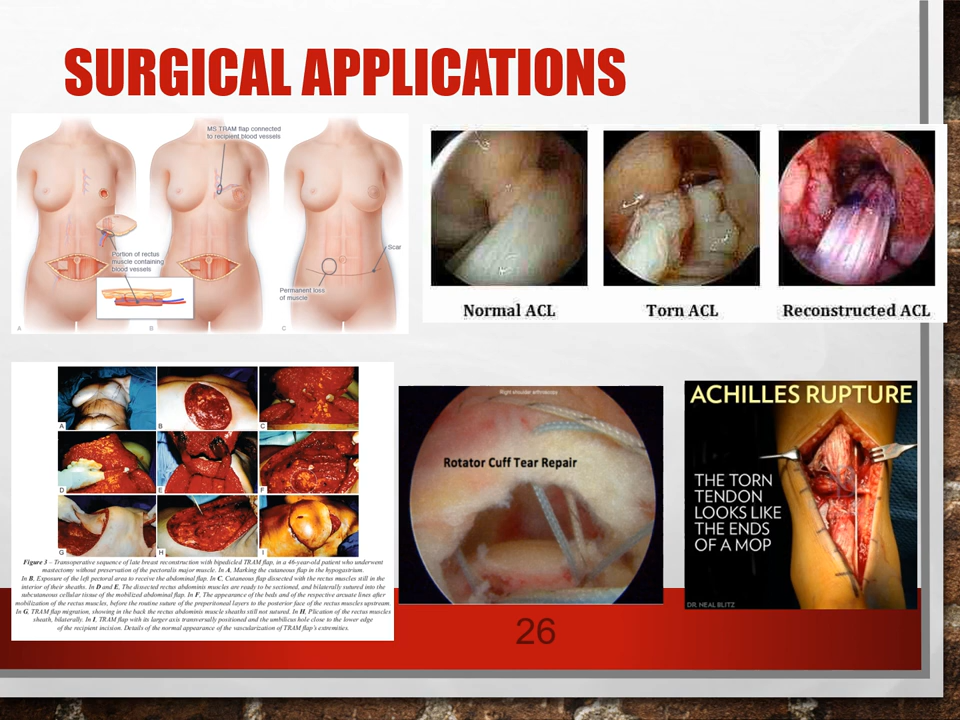 SURGICAL APPLICATIONS
MS TRAM flap connected
to recipient blood vessels
Portion of rectus
muscle containing
blood vessels
Scar
Permanent loss
of muscle
A
B
C
Normal ACL
Torn ACL
Reconstructed ACL
A
B
C
D
E
F
G
H
I
Figure 3 – Transoperative sequence of late breast reconstruction with bipedicled TRAM flap, in a 46-year-old patient who underwent
mastectomy without preservation of the pectoralis major muscle. In A, Marking the cutaneous flap in the hypogastrium.
In B, Exposure of the left pectoral area to receive the abdominal flap. In C, Cutaneous flap dissected with the rectus muscles still in the
interior of their sheaths. In D and E, The dissected rectus abdominis muscles are ready to be sectioned, and bilaterally sutured into the
subcutaneous cellular tissue of the mobilized abdominal flap. In F, The appearance of the beds and of the respective arcuate lines after
mobilization of the rectus muscles, before the routine suture of the preperitoneal layers to the posterior face of the rectus muscles upstream.
In G, TRAM flap migration, showing in the back the rectus abdominis muscle sheaths still not sutured. In H, Plication of the rectus muscles
sheath, bilaterally. In I, TRAM flap with its larger axis transversally positioned and the umbilicus hole close to the lower edge
of the recipient incision. Details of the normal appearance of the vascularization of TRAM flap's extremities.
Right shoulder arthroscopy
Rotator Cuff Tear Repair
ACHILLES RUPTURE
THE TORN
TENDON
LOOKS LIKE
THE ENDS
OF A MOP
DR. NEAL BLITZ
26